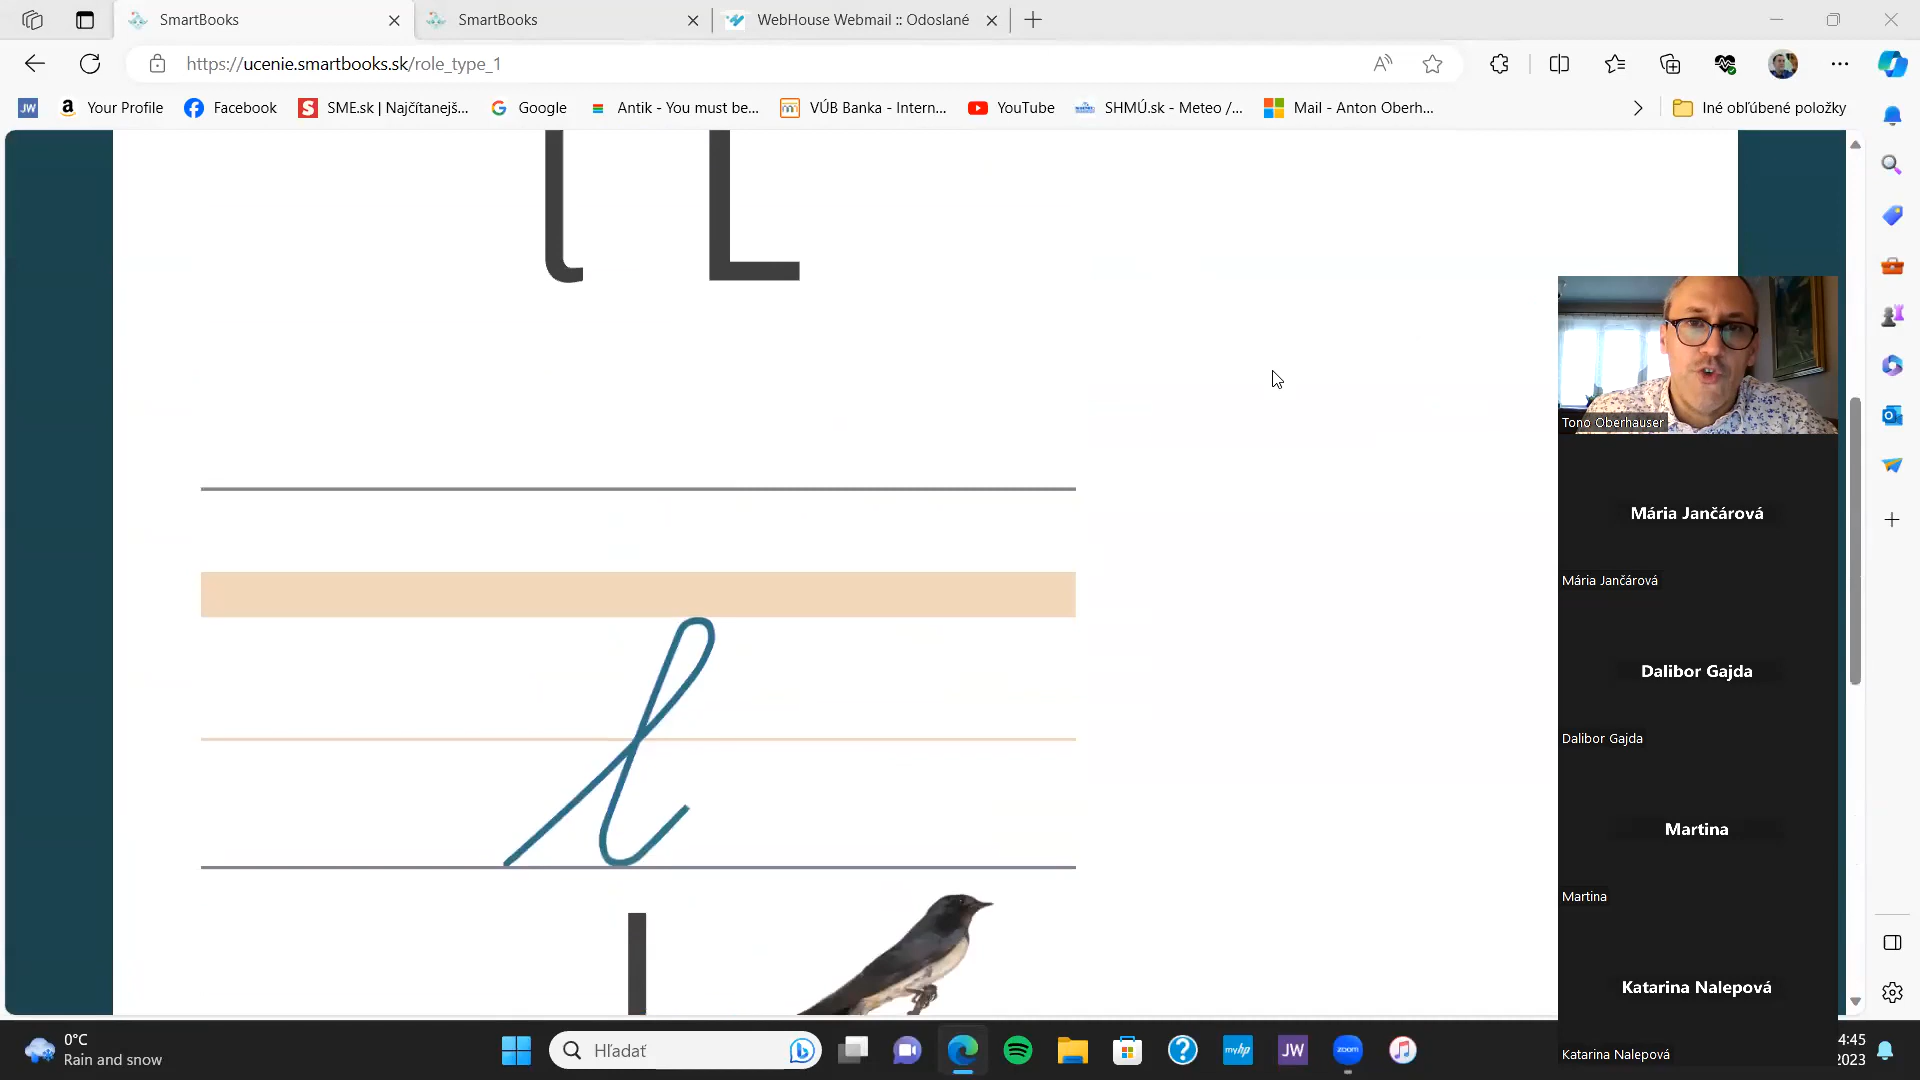 SmartBooks
SmartBooks
WebHouse Webmail :: Odoslané
https://ucenie.smartbooks.sk/role_type_1
Your Profile
Facebook
SME.sk | Najčítanejš...
Google
Antik - You must be...
VÚB Banka - Intern...
YouTube
SHMÚ.sk - Meteo /...
Mail - Anton Oberh...
Iné obľúbené položky
l L
Tono Oberhauser
Mária Jančárová
Mária Jančárová
Dalibor Gajda
Dalibor Gajda
Martina
Martina
Katarina Nalepová
Katarina Nalepová
l
l
0°C
Rain and snow
Hľadať
myhp
JW
zoom
4:45
2023